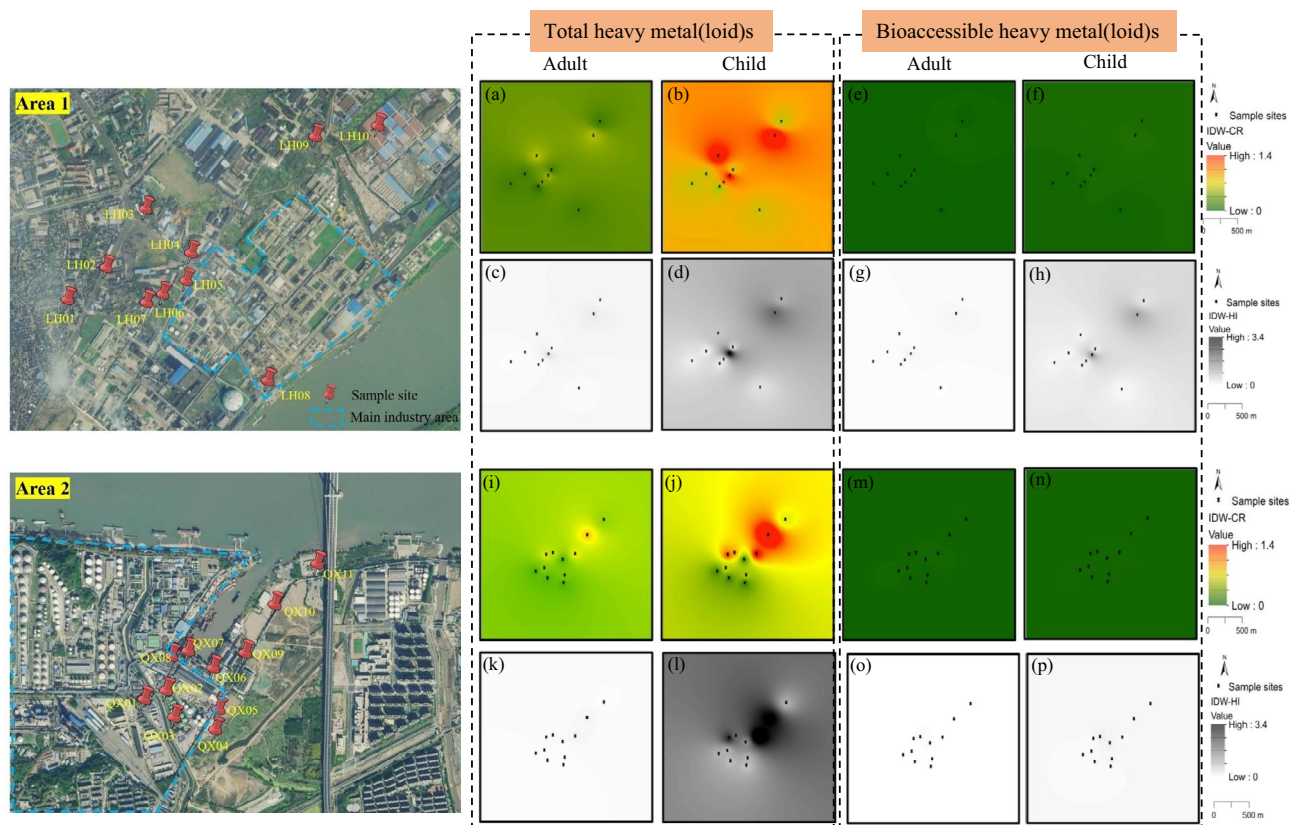 Total heavy metal(loid)s
Bioaccessible heavy metal(loid)s
Adult
Child
Adult
Child
Area 1
LH09
LH10
LH03
LH04
LH02
LH05
LH01
LH07
LH06
LH08
Sample site
Main industry area
(a)
(b)
(e)
(f)
N
Sample sites
IDW-CR
Value
High : 1.4
Low : 0
0
500 m
(c)
(d)
(g)
(h)
N
Sample sites
IDW-HI
Value
High : 3.4
Low : 0
0
500 m
Area 2
QX11
QX10
QX07
QX08
QX09
QX06
QX02
QX01
QX05
QX03
QX04
(i)
(j)
(m)
(n)
N
Sample sites
IDW-CR
Value
High : 1.4
Low : 0
0
500 m
(k)
(l)
(o)
(p)
N
Sample sites
IDW-HI
Value
High : 3.4
Low : 0
0
500 m